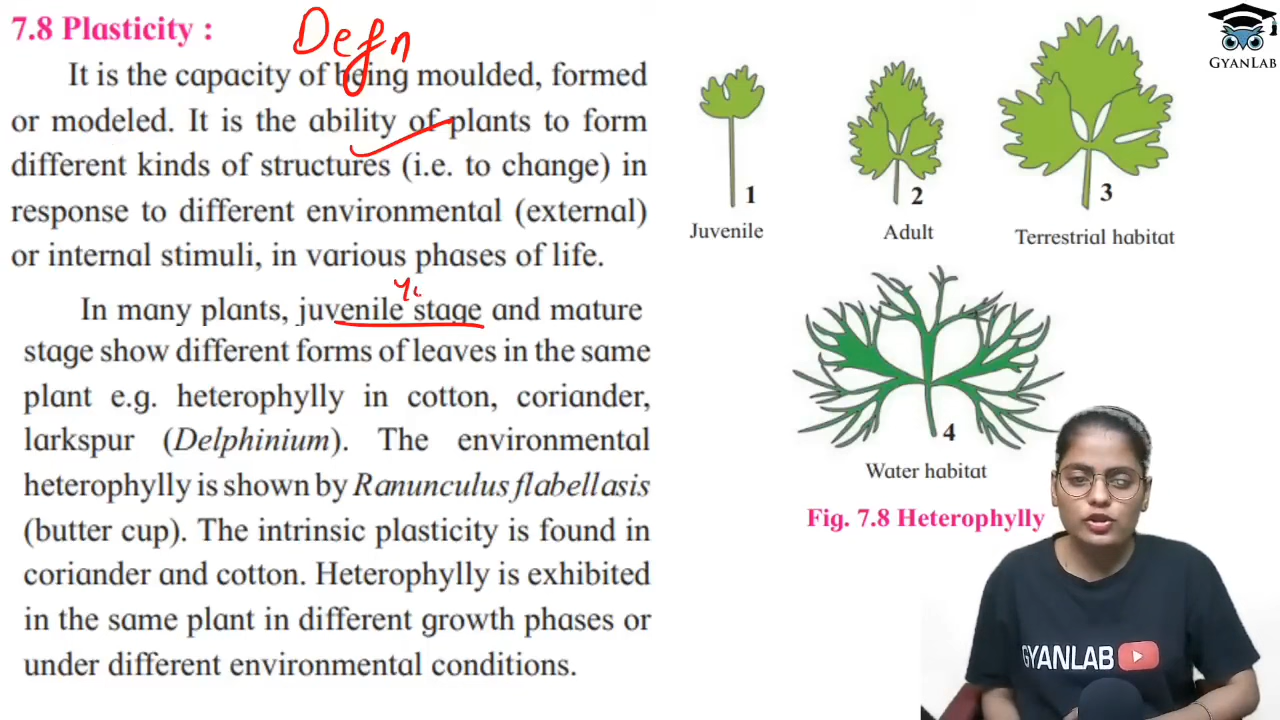 7.8 Plasticity :
Defn
It is the capacity of being moulded, formed
or modeled. It is the ability of plants to form
different kinds of structures (i.e. to change) in
response to different environmental (external)
or internal stimuli, in various phases of life.
In many plants, juvenile stage and mature
stage show different forms of leaves in the same
plant e.g. heterophylly in cotton, coriander,
larkspur (Delphinium). The environmental
heterophylly is shown by Ranunculus flabellasis
(butter cup). The intrinsic plasticity is found in
coriander and cotton. Heterophylly is exhibited
in the same plant in different growth phases or
under different environmental conditions.
1
Juvenile
2
Adult
3
Terrestrial habitat
4
Water habitat
Fig. 7.8 Heterophylly
GYANLAB
GYANLAB